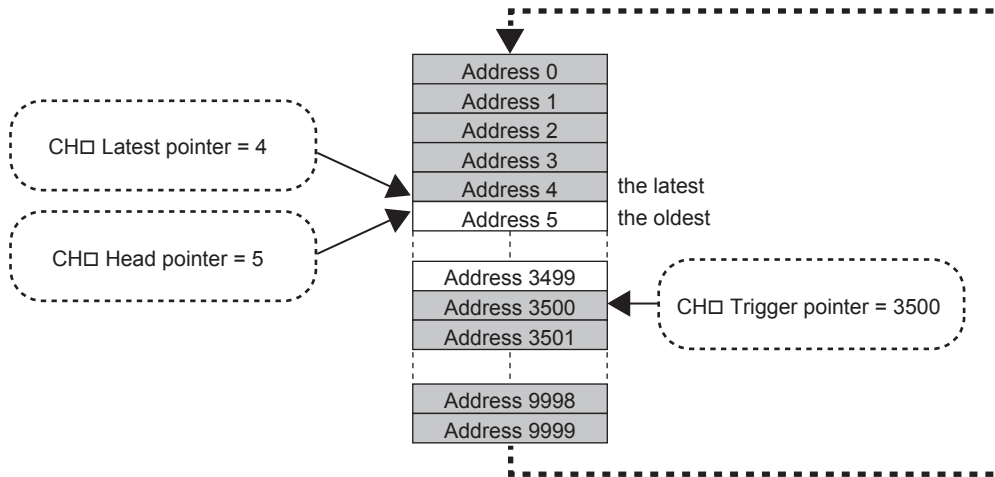 Address 0
Address 1
Address 2
Address 3
Address 4
Address 5
the latest
the oldest
CH□ Latest pointer = 4
CH□ Head pointer = 5
Address 3499
Address 3500
Address 3501
CH□ Trigger pointer = 3500
Address 9998
Address 9999